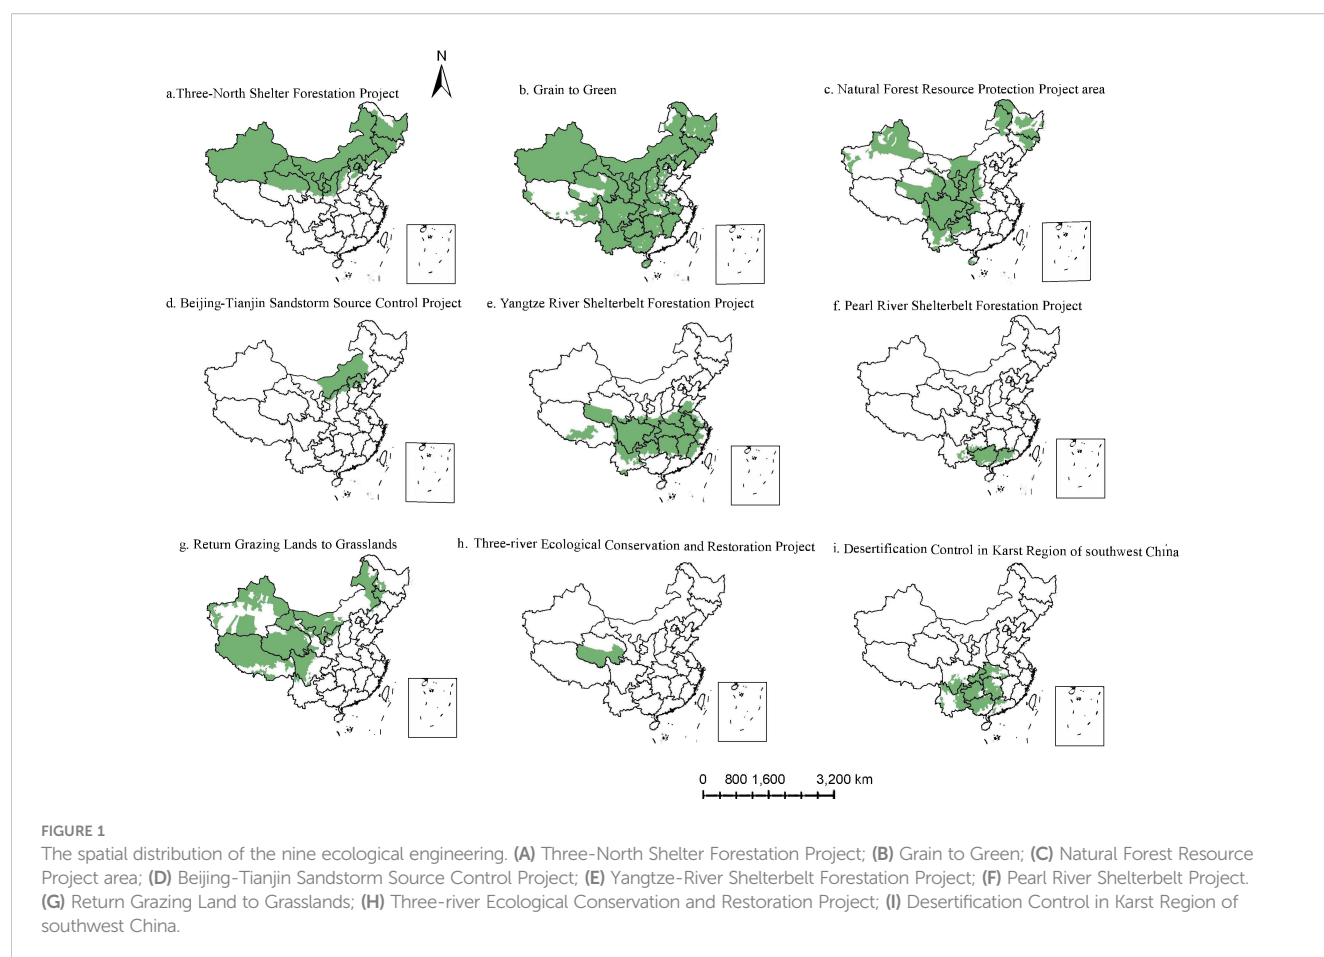 N
a.Three-North Shelter Forestation Project
b. Grain to Green
c. Natural Forest Resource Protection Project area
d. Beijing-Tianjin Sandstorm Source Control Project
e. Yangtze River Shelterbelt Forestation Project
f. Pearl River Shelterbelt Forestation Project
g. Return Grazing Lands to Grasslands
h. Three-river Ecological Conservation and Restoration Project
i. Desertification Control in Karst Region of southwest China
0 800 1,600 3,200 km
FIGURE 1
The spatial distribution of the nine ecological engineering. (A) Three-North Shelter Forestation Project; (B) Grain to Green; (C) Natural Forest Resource
Project area; (D) Beijing-Tianjin Sandstorm Source Control Project; (E) Yangtze-River Shelterbelt Forestation Project; (F) Pearl River Shelterbelt Project.
(G) Return Grazing Land to Grasslands; (H) Three-river Ecological Conservation and Restoration Project; (I) Desertification Control in Karst Region of
southwest China.